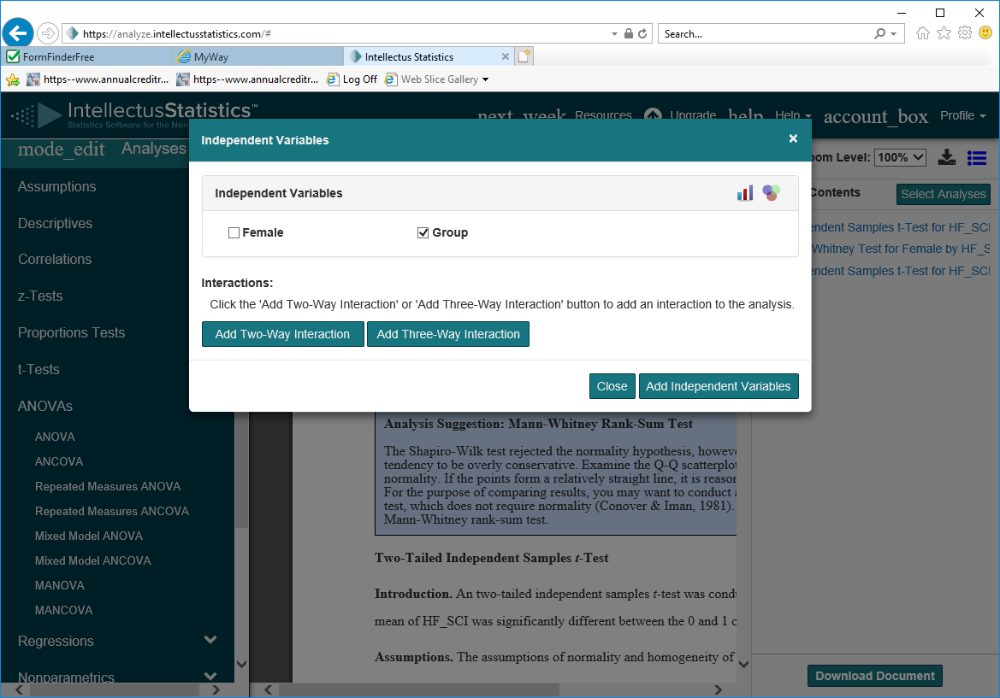 https://analyze.intellectusstatistics.com/#
Search...
FormFinderFree
MyWay
Intellectus Statistics
https--www.annualcreditr...
https--www.annualcreditr...
Log Off
Web Slice Gallery
IntellectusStatistics™
Statistics Software for the Non
next_week Resources
Upgrade
help Help
account_box Profile
mode_edit Analyses
Independent Variables
oom Level: 100%
Contents
Select Analyses
Independent Variables
Female
Group
Interactions:
Click the 'Add Two-Way Interaction' or 'Add Three-Way Interaction' button to add an interaction to the analysis.
Add Two-Way Interaction
Add Three-Way Interaction
Close
Add Independent Variables
endent Samples t-Test for HF_SCI
Whitney Test for Female by HF_S
endent Samples t-Test for HF_SCI
Assumptions
Descriptives
Correlations
z-Tests
Proportions Tests
t-Tests
ANOVAs
ANOVA
ANCOVA
Repeated Measures ANOVA
Repeated Measures ANCOVA
Mixed Model ANOVA
Mixed Model ANCOVA
MANOVA
MANCOVA
Regressions
Nonparametrics
Analysis Suggestion: Mann-Whitney Rank-Sum Test
The Shapiro-Wilk test rejected the normality hypothesis, howeve
tendency to be overly conservative. Examine the Q-Q scatterplot
normality. If the points form a relatively straight line, it is reason
For the purpose of comparing results, you may want to conduct a
test, which does not require normality (Conover & Iman, 1981).
Mann-Whitney rank-sum test.
Two-Tailed Independent Samples t-Test
Introduction. An two-tailed independent samples t-test was condu
mean of HF_SCI was significantly different between the 0 and 1 c
Assumptions. The assumptions of normality and homogeneity of
Download Document